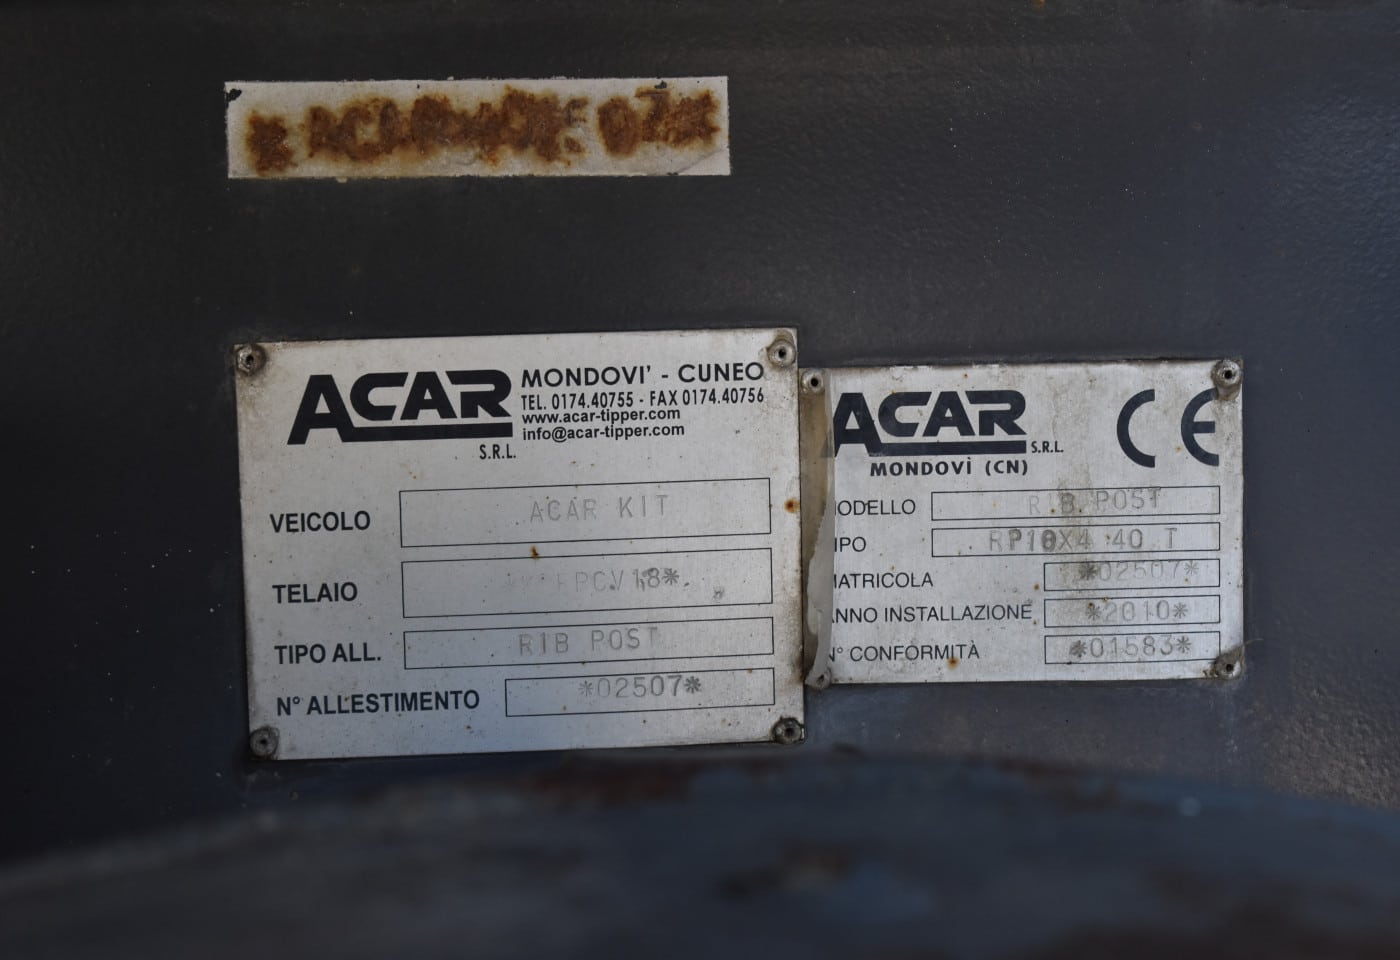 ACAR
S.R.L.
MONDOVI' - CUNEO
TEL. 0174.40755 - FAX 0174.40756
www.acar-tipper.com
info@acar-tipper.com
VEICOLO ACAR KIT
TELAIO
TIPO ALL. RIB POST
N° ALLESTIMENTO *02507*
ACAR S.R.L.
MONDOVÌ (CN)
CE
ODELLO RIB POST
IPO RP10X4 40 T
MATRICOLA *02507*
ANNO INSTALLAZIONE *2010*
N° CONFORMITÀ *01583*